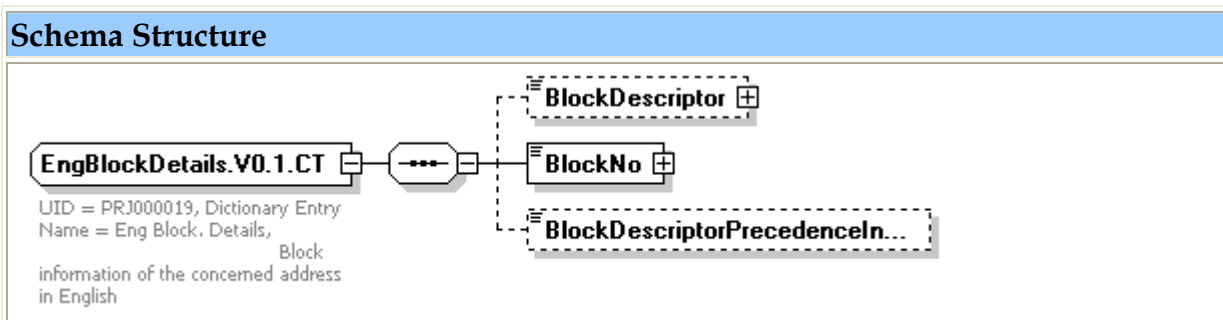 Schema Structure
BlockDescriptor
EngBlockDetails.V0.1.CT
BlockNo
UID = PRJ000019, Dictionary Entry
Name = Eng Block. Details,
Block
information of the concerned address
in English
BlockDescriptorPrecedenceIn...